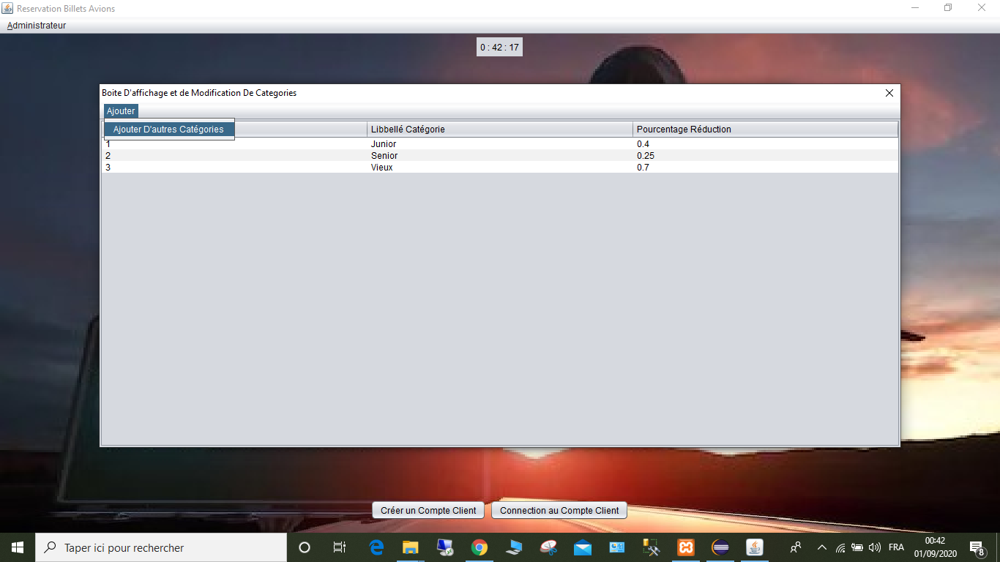 Reservation Billets Avions
Administrateur
0 : 42 : 17
Boite D'affichage et de Modification De Categories
Ajouter
Ajouter D'autres Catégories
Libbellé Catégorie
Pourcentage Réduction
1 Junior 0.4
2 Senior 0.25
3 Vieux 0.7
Créer un Compte Client
Connection au Compte Client
Taper ici pour rechercher
FRA
00:42
01/09/2020
8